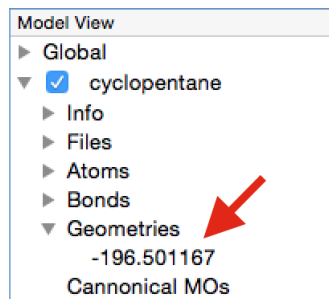 Model View
Global
cyclopentane
Info
Files
Atoms
Bonds
Geometries
-196.501167
Cannonical MOs